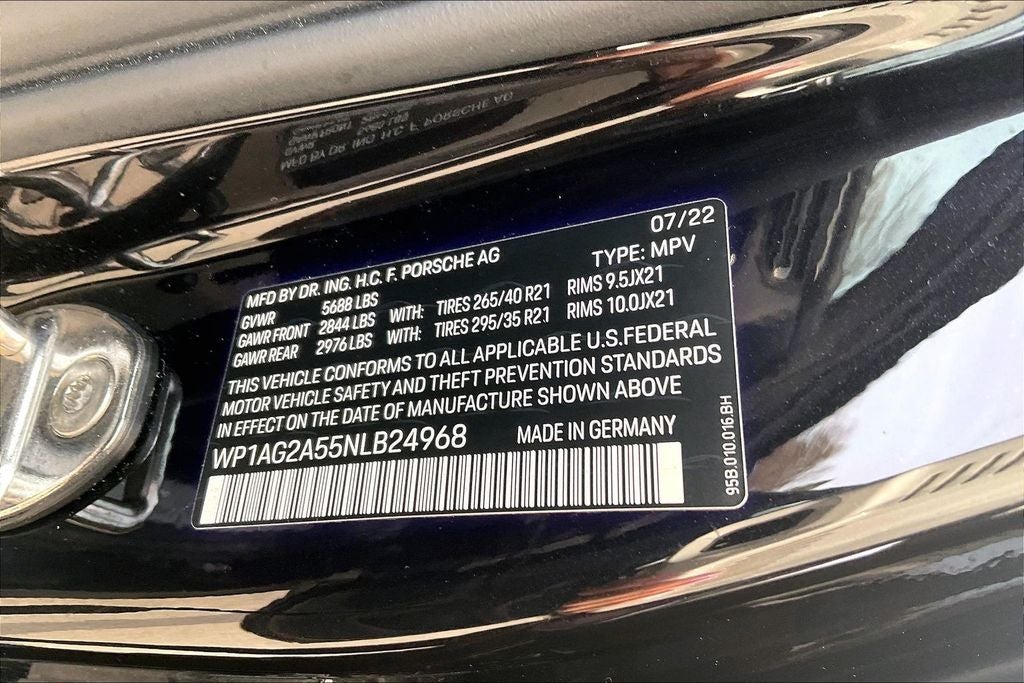 07/22
MFD BY DR. ING. H.C. F. PORSCHE AG TYPE: MPV
GVWR 5688 LBS
GAWR FRONT 2844 LBS WITH: TIRES 265/40 R21 RIMS 9.5JX21
GAWR REAR 2976 LBS WITH: TIRES 295/35 R21 RIMS 10.0JX21
THIS VEHICLE CONFORMS TO ALL APPLICABLE U.S.FEDERAL
MOTOR VEHICLE SAFETY AND THEFT PREVENTION STANDARDS
IN EFFECT ON THE DATE OF MANUFACTURE SHOWN ABOVE
WP1AG2A55NLB24968 MADE IN GERMANY
95B.010.016.BH